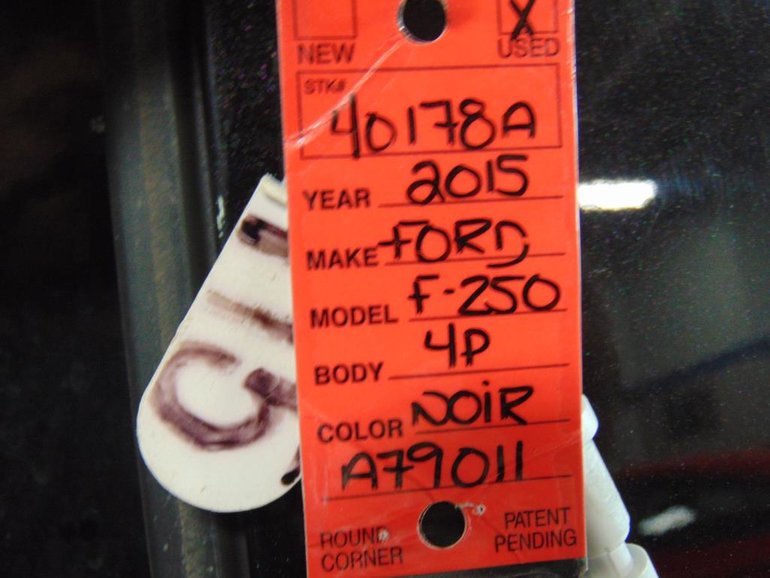 X
NEW USED
STK#
40178A
YEAR 2015
MAKE FORD
MODEL F-250
BODY 4P
COLOR NOIR
A79011
ROUND PATENT
CORNER PENDING